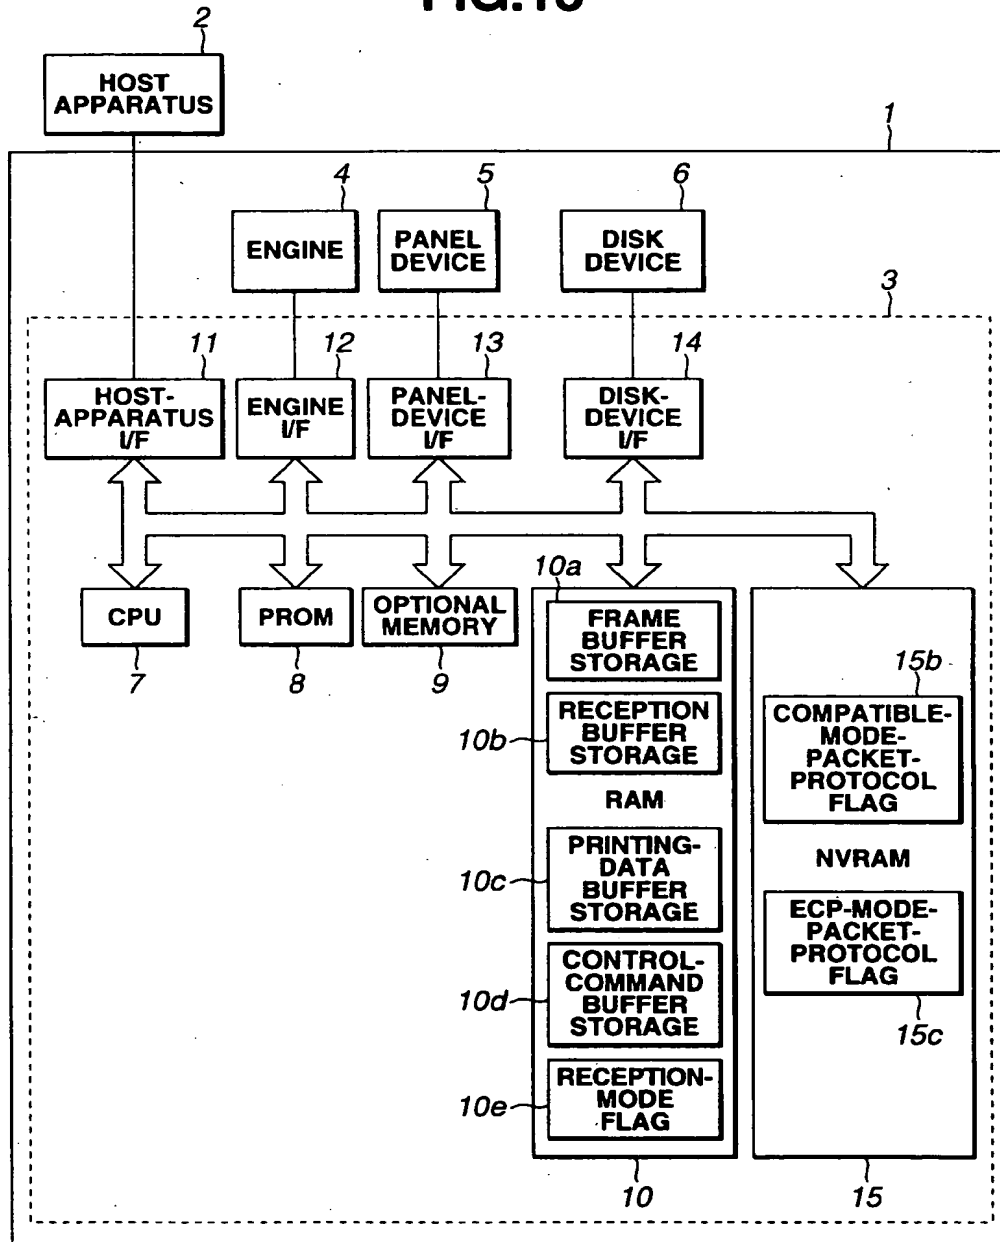 2
HOST
APPARATUS
1
4
5
6
ENGINE
PANEL
DEVICE
DISK
DEVICE
3
11
12
13
14
HOST-
APPARATUS
I/F
ENGINE
I/F
PANEL-
DEVICE
I/F
DISK-
DEVICE
I/F
CPU
7
PROM
8
OPTIONAL
MEMORY
9
10a
FRAME
BUFFER
STORAGE
10b
RECEPTION
BUFFER
STORAGE
RAM
10c
PRINTING-
DATA
BUFFER
STORAGE
10d
CONTROL-
COMMAND
BUFFER
STORAGE
10e
RECEPTION-
MODE
FLAG
10
15b
COMPATIBLE-
MODE-
PACKET-
PROTOCOL
FLAG
NVRAM
ECP-MODE-
PACKET-
PROTOCOL
FLAG
15c
15